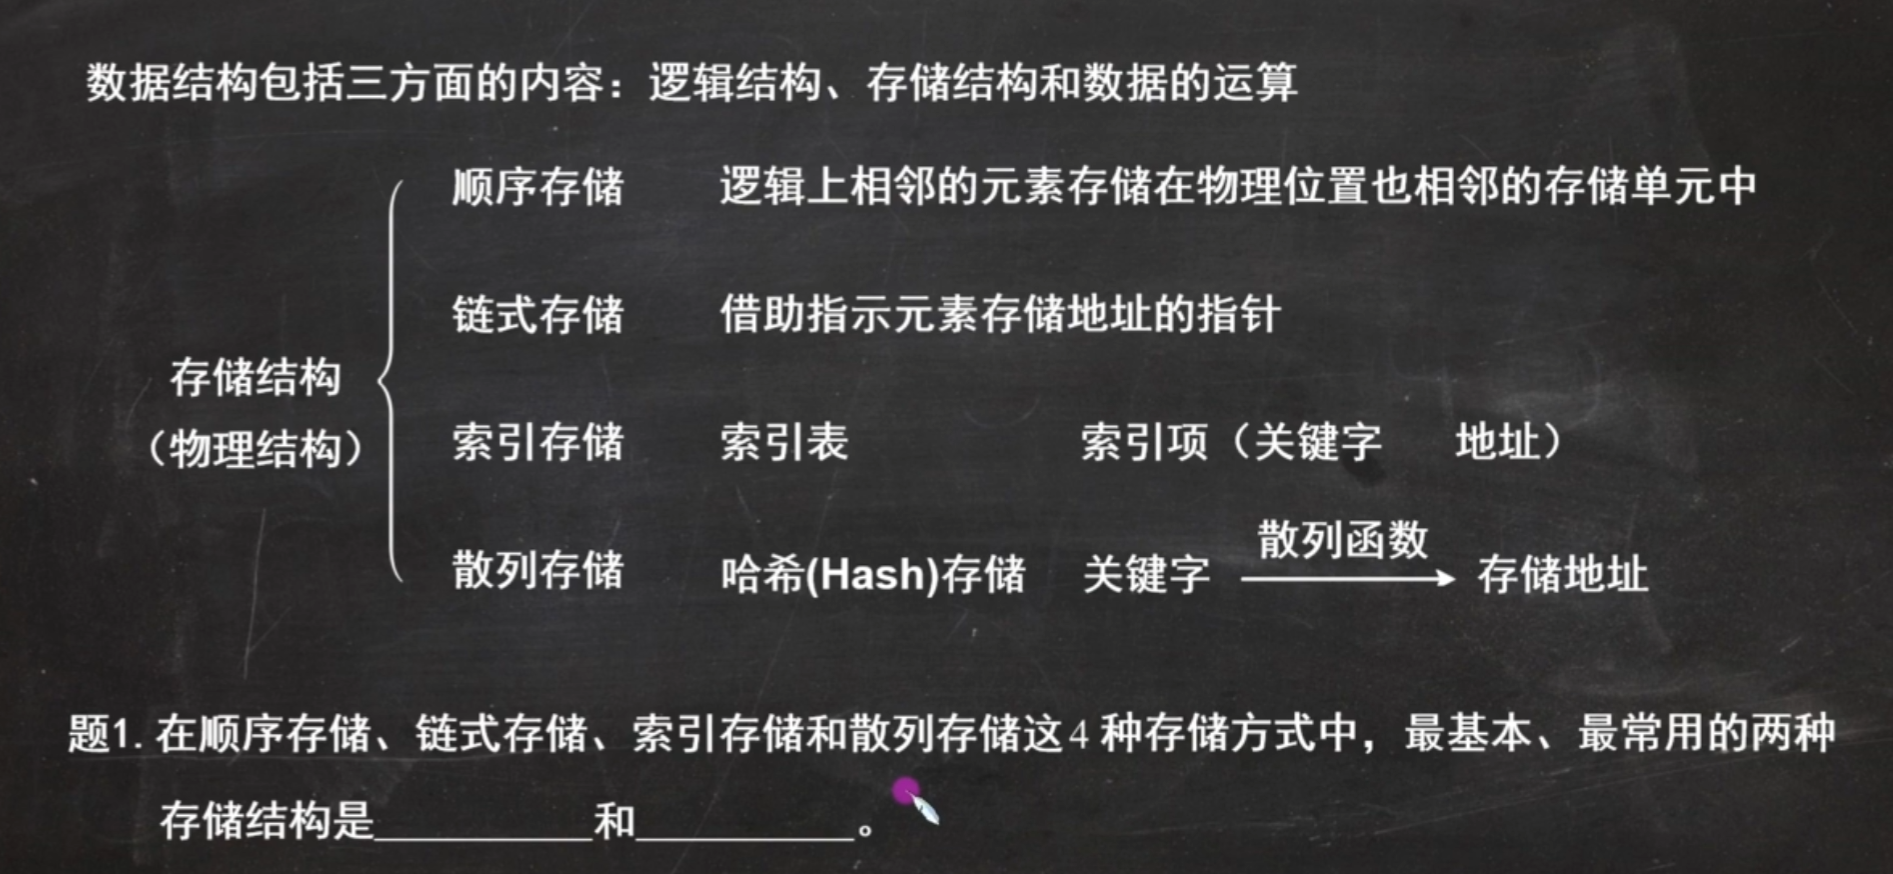 数据结构包括三方面的内容：逻辑结构、存储结构和数据的运算
顺序存储 逻辑上相邻的元素存储在物理位置也相邻的存储单元中
链式存储 借助指示元素存储地址的指针
存储结构
（物理结构）
索引存储 索引表 索引项（关键字 地址）
散列函数
散列存储 哈希(Hash)存储 关键字 存储地址
题1. 在顺序存储、链式存储、索引存储和散列存储这4 种存储方式中，最基本、最常用的两种
存储结构是__________和__________。